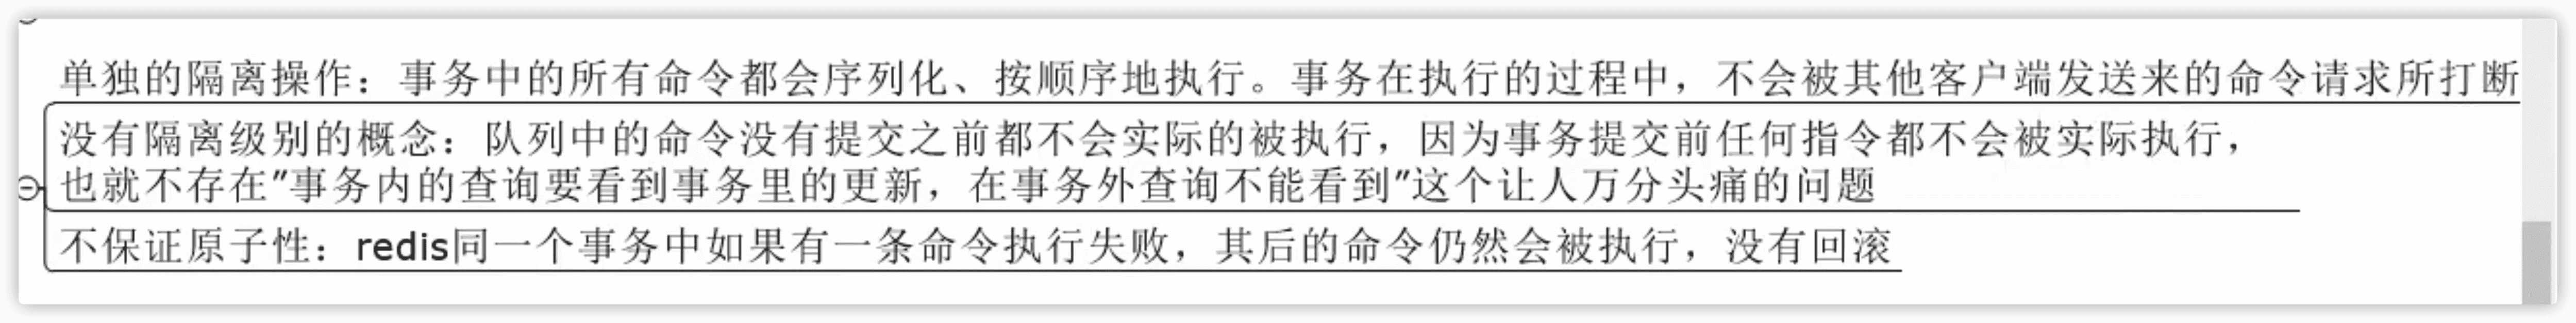 单独的隔离操作：事务中的所有命令都会序列化、按顺序地执行。事务在执行的过程中，不会被其他客户端发送来的命令请求所打断
没有隔离级别的概念：队列中的命令没有提交之前都不会实际的被执行，因为事务提交前任何指令都不会被实际执行，
也就不存在"事务内的查询要看到事务里的更新，在事务外查询不能看到"这个让人万分头痛的问题
不保证原子性：redis同一个事务中如果有一条命令执行失败，其后的命令仍然会被执行，没有回滚